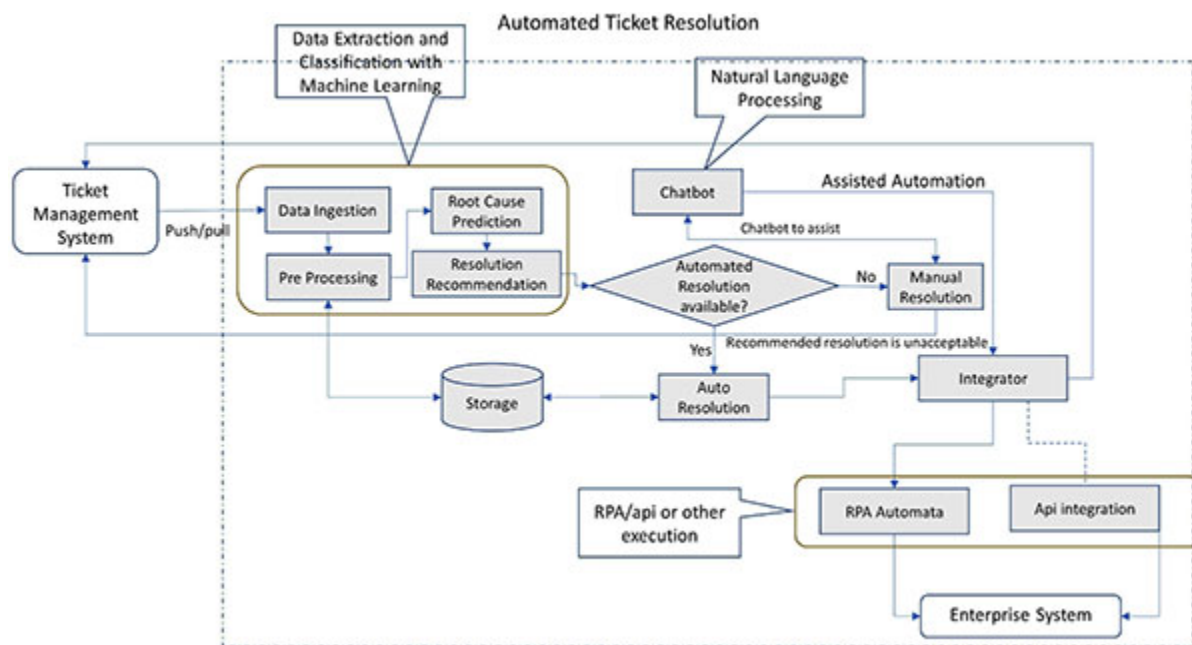 Automated Ticket Resolution
Data Extraction and
Classification with
Machine Learning
Natural Language
Processing
Ticket
Management
System
Push/pull
Data Ingestion
Pre Processing
Root Cause
Prediction
Resolution
Recommendation
Chatbot
Assisted Automation
Chatbot to assist
Automated
Resolution
available?
No
Manual
Resolution
Yes
Recommended resolution is unacceptable
Storage
Auto
Resolution
Integrator
RPA/api or other
execution
RPA Automata
Api integration
Enterprise System